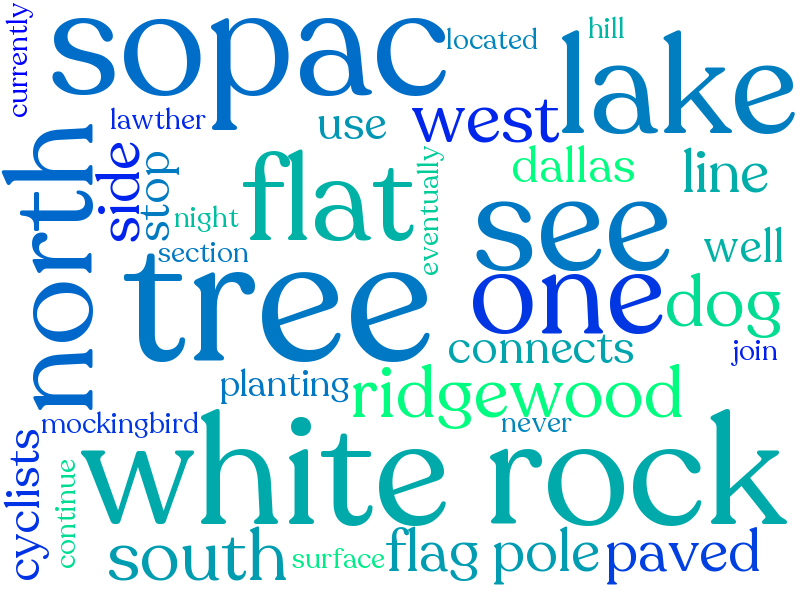 currently
sopac
located
hill
lake
lawther
use
west
north
side
stop
flat
eventually
dallas
line
night
see
well
section
tree
one
dog
connects
join
planting
ridgewood
mockingbird
never
white rock
cyclists
continue
south
surface
flag pole
paved